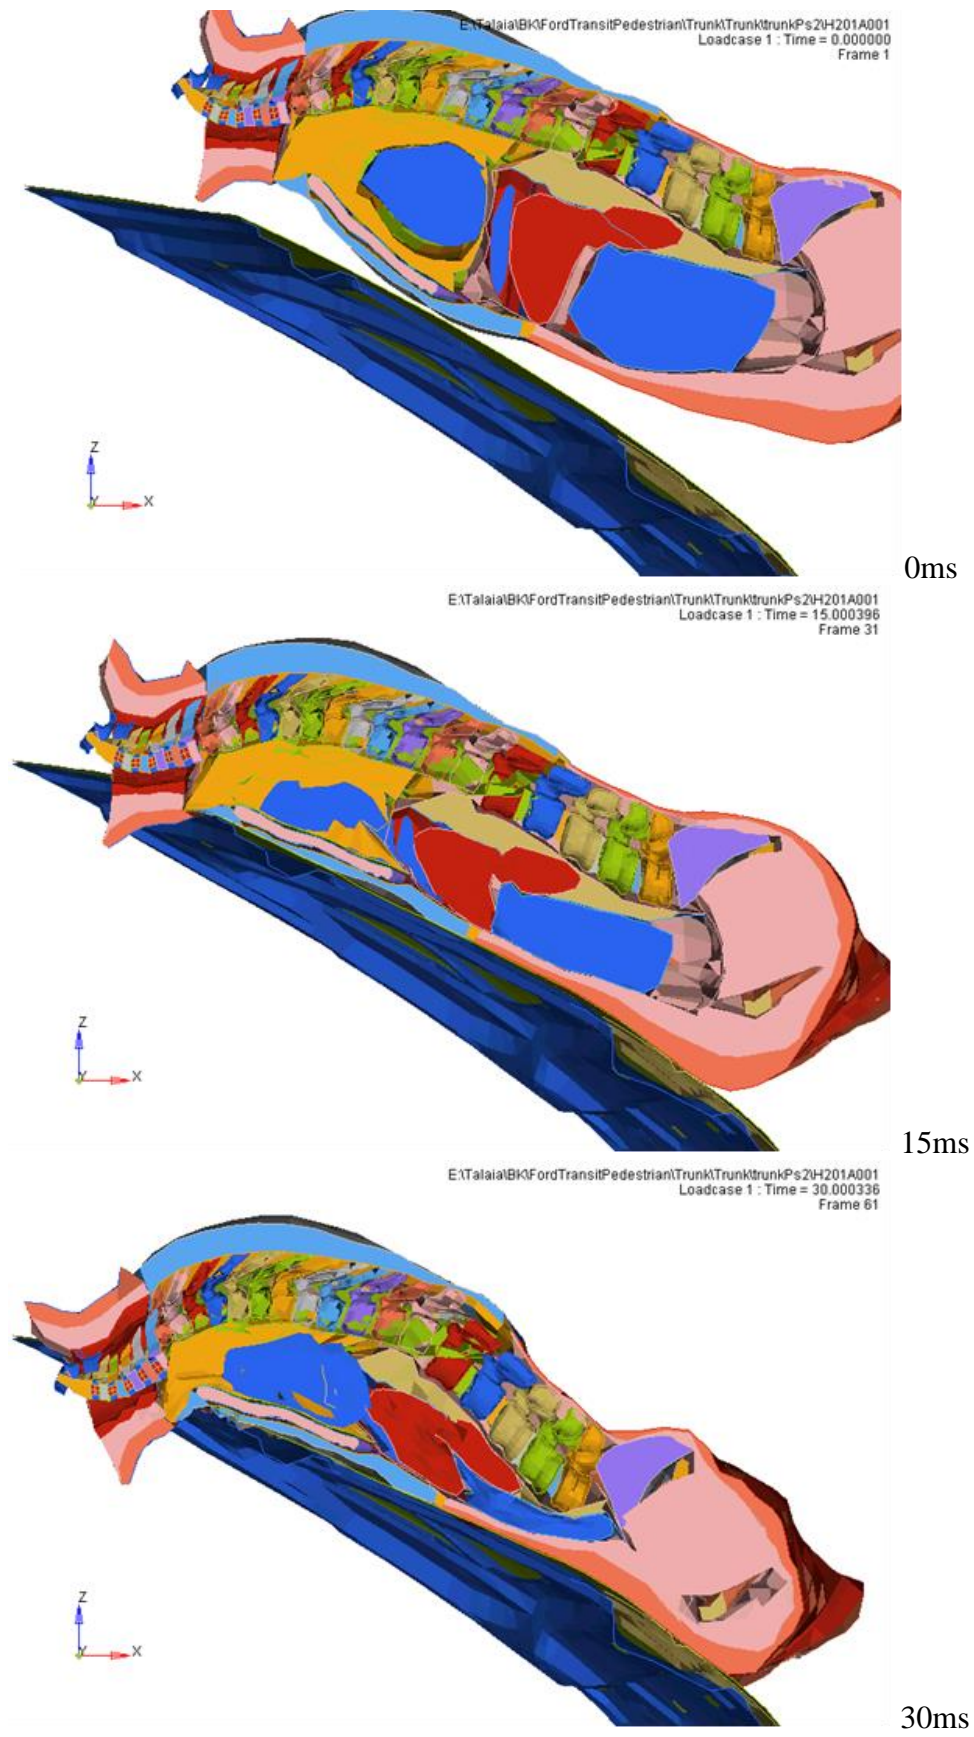 E:\Talaia\BK\FordTransitPedestrian\Trunk\Trunk\trunkPs2\H201A001
Loadcase 1 : Time = 0.000000
Frame 1
Z
Y
X
0ms
E:\Talaia\BK\FordTransitPedestrian\Trunk\Trunk\trunkPs2\H201A001
Loadcase 1 : Time = 15.000396
Frame 31
Z
Y
X
15ms
E:\Talaia\BK\FordTransitPedestrian\Trunk\Trunk\trunkPs2\H201A001
Loadcase 1 : Time = 30.000336
Frame 61
Z
Y
X
30ms